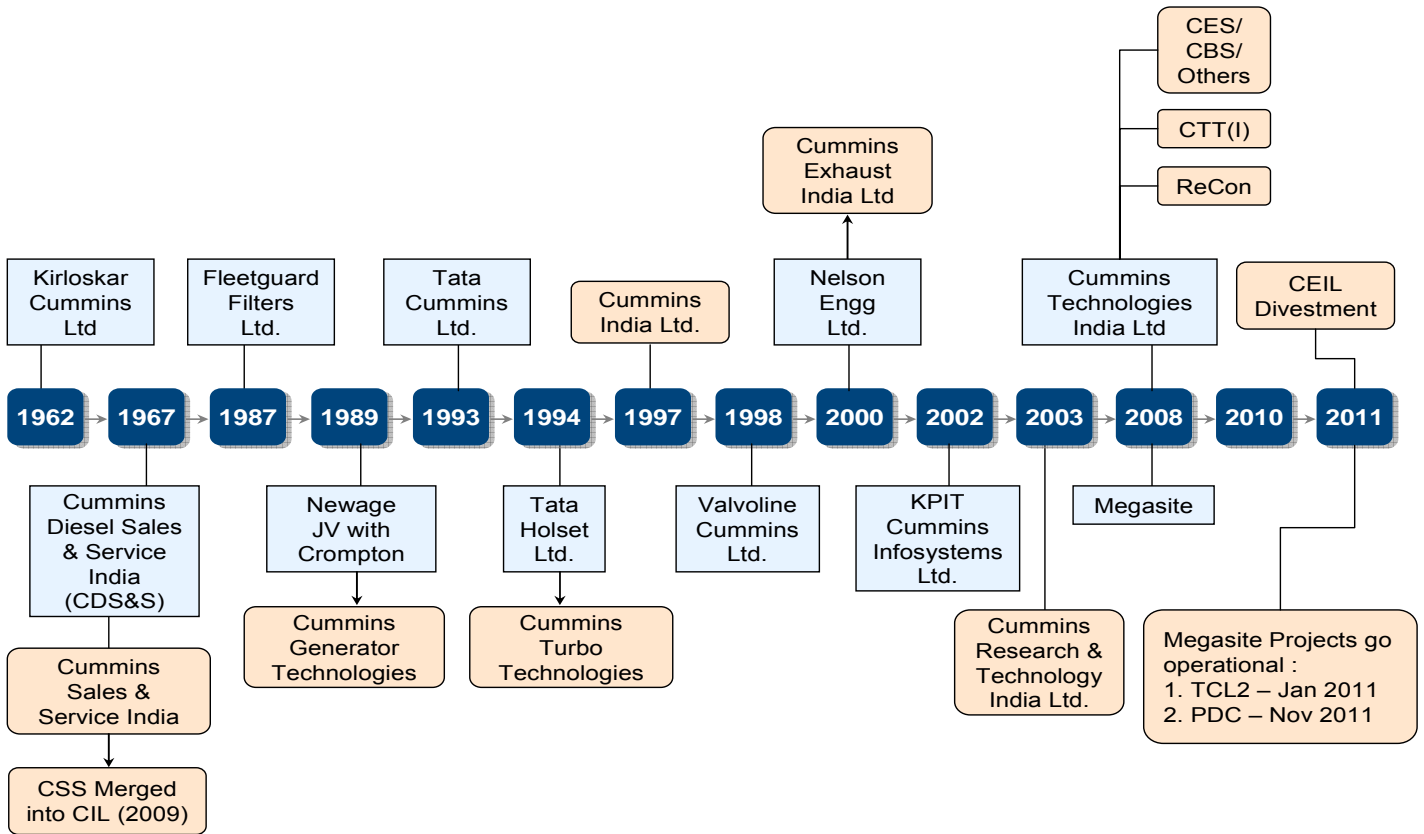 CES/
CBS/
Others
CTT(I)
ReCon
Cummins
Exhaust
India Ltd
Kirloskar
Cummins
Ltd
Fleetguard
Filters
Ltd.
Tata
Cummins
Ltd.
Cummins
India Ltd.
Nelson
Engg
Ltd.
Cummins
Technologies
India Ltd
CEIL
Divestment
1962
1967
1987
1989
1993
1994
1997
1998
2000
2002
2003
2008
2010
2011
Cummins
Diesel Sales
& Service
India
(CDS&S)
Newage
JV with
Crompton
Tata
Holset
Ltd.
Valvoline
Cummins
Ltd.
KPIT
Cummins
Infosystems
Ltd.
Megasite
Cummins
Sales &
Service India
Cummins
Generator
Technologies
Cummins
Turbo
Technologies
Cummins
Research &
Technology
India Ltd.
Megasite Projects go
operational :
1. TCL2 – Jan 2011
2. PDC – Nov 2011
CSS Merged
into CIL (2009)